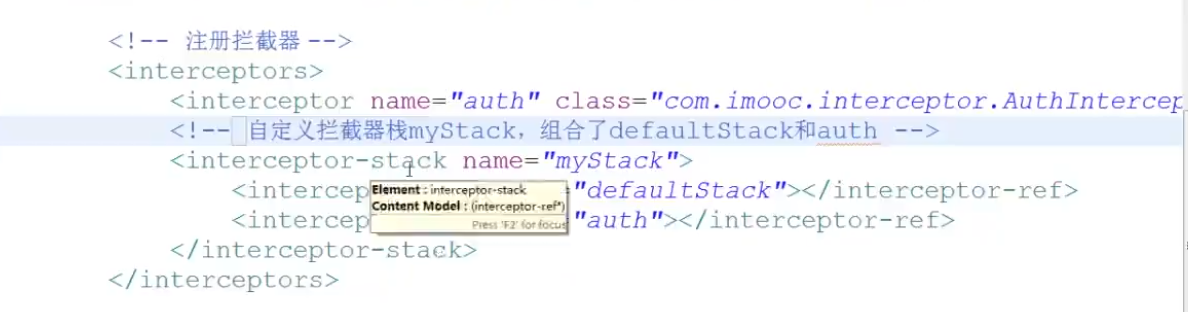 <!-- 注册拦截器 -->
<interceptors>
<interceptor name="auth" class="com.imooc.interceptor.AuthIntercep
<!-- 自定义拦截器栈myStack，组合了defaultStack和auth -->
<interceptor-stack name="myStack">
<intercep ="defaultStack"></interceptor-ref>
Element : interceptor-stack
Content Model : (interceptor-ref*)
<intercep "auth"></interceptor-ref>
Press 'F2' for focus
</interceptor-stack>
</interceptors>